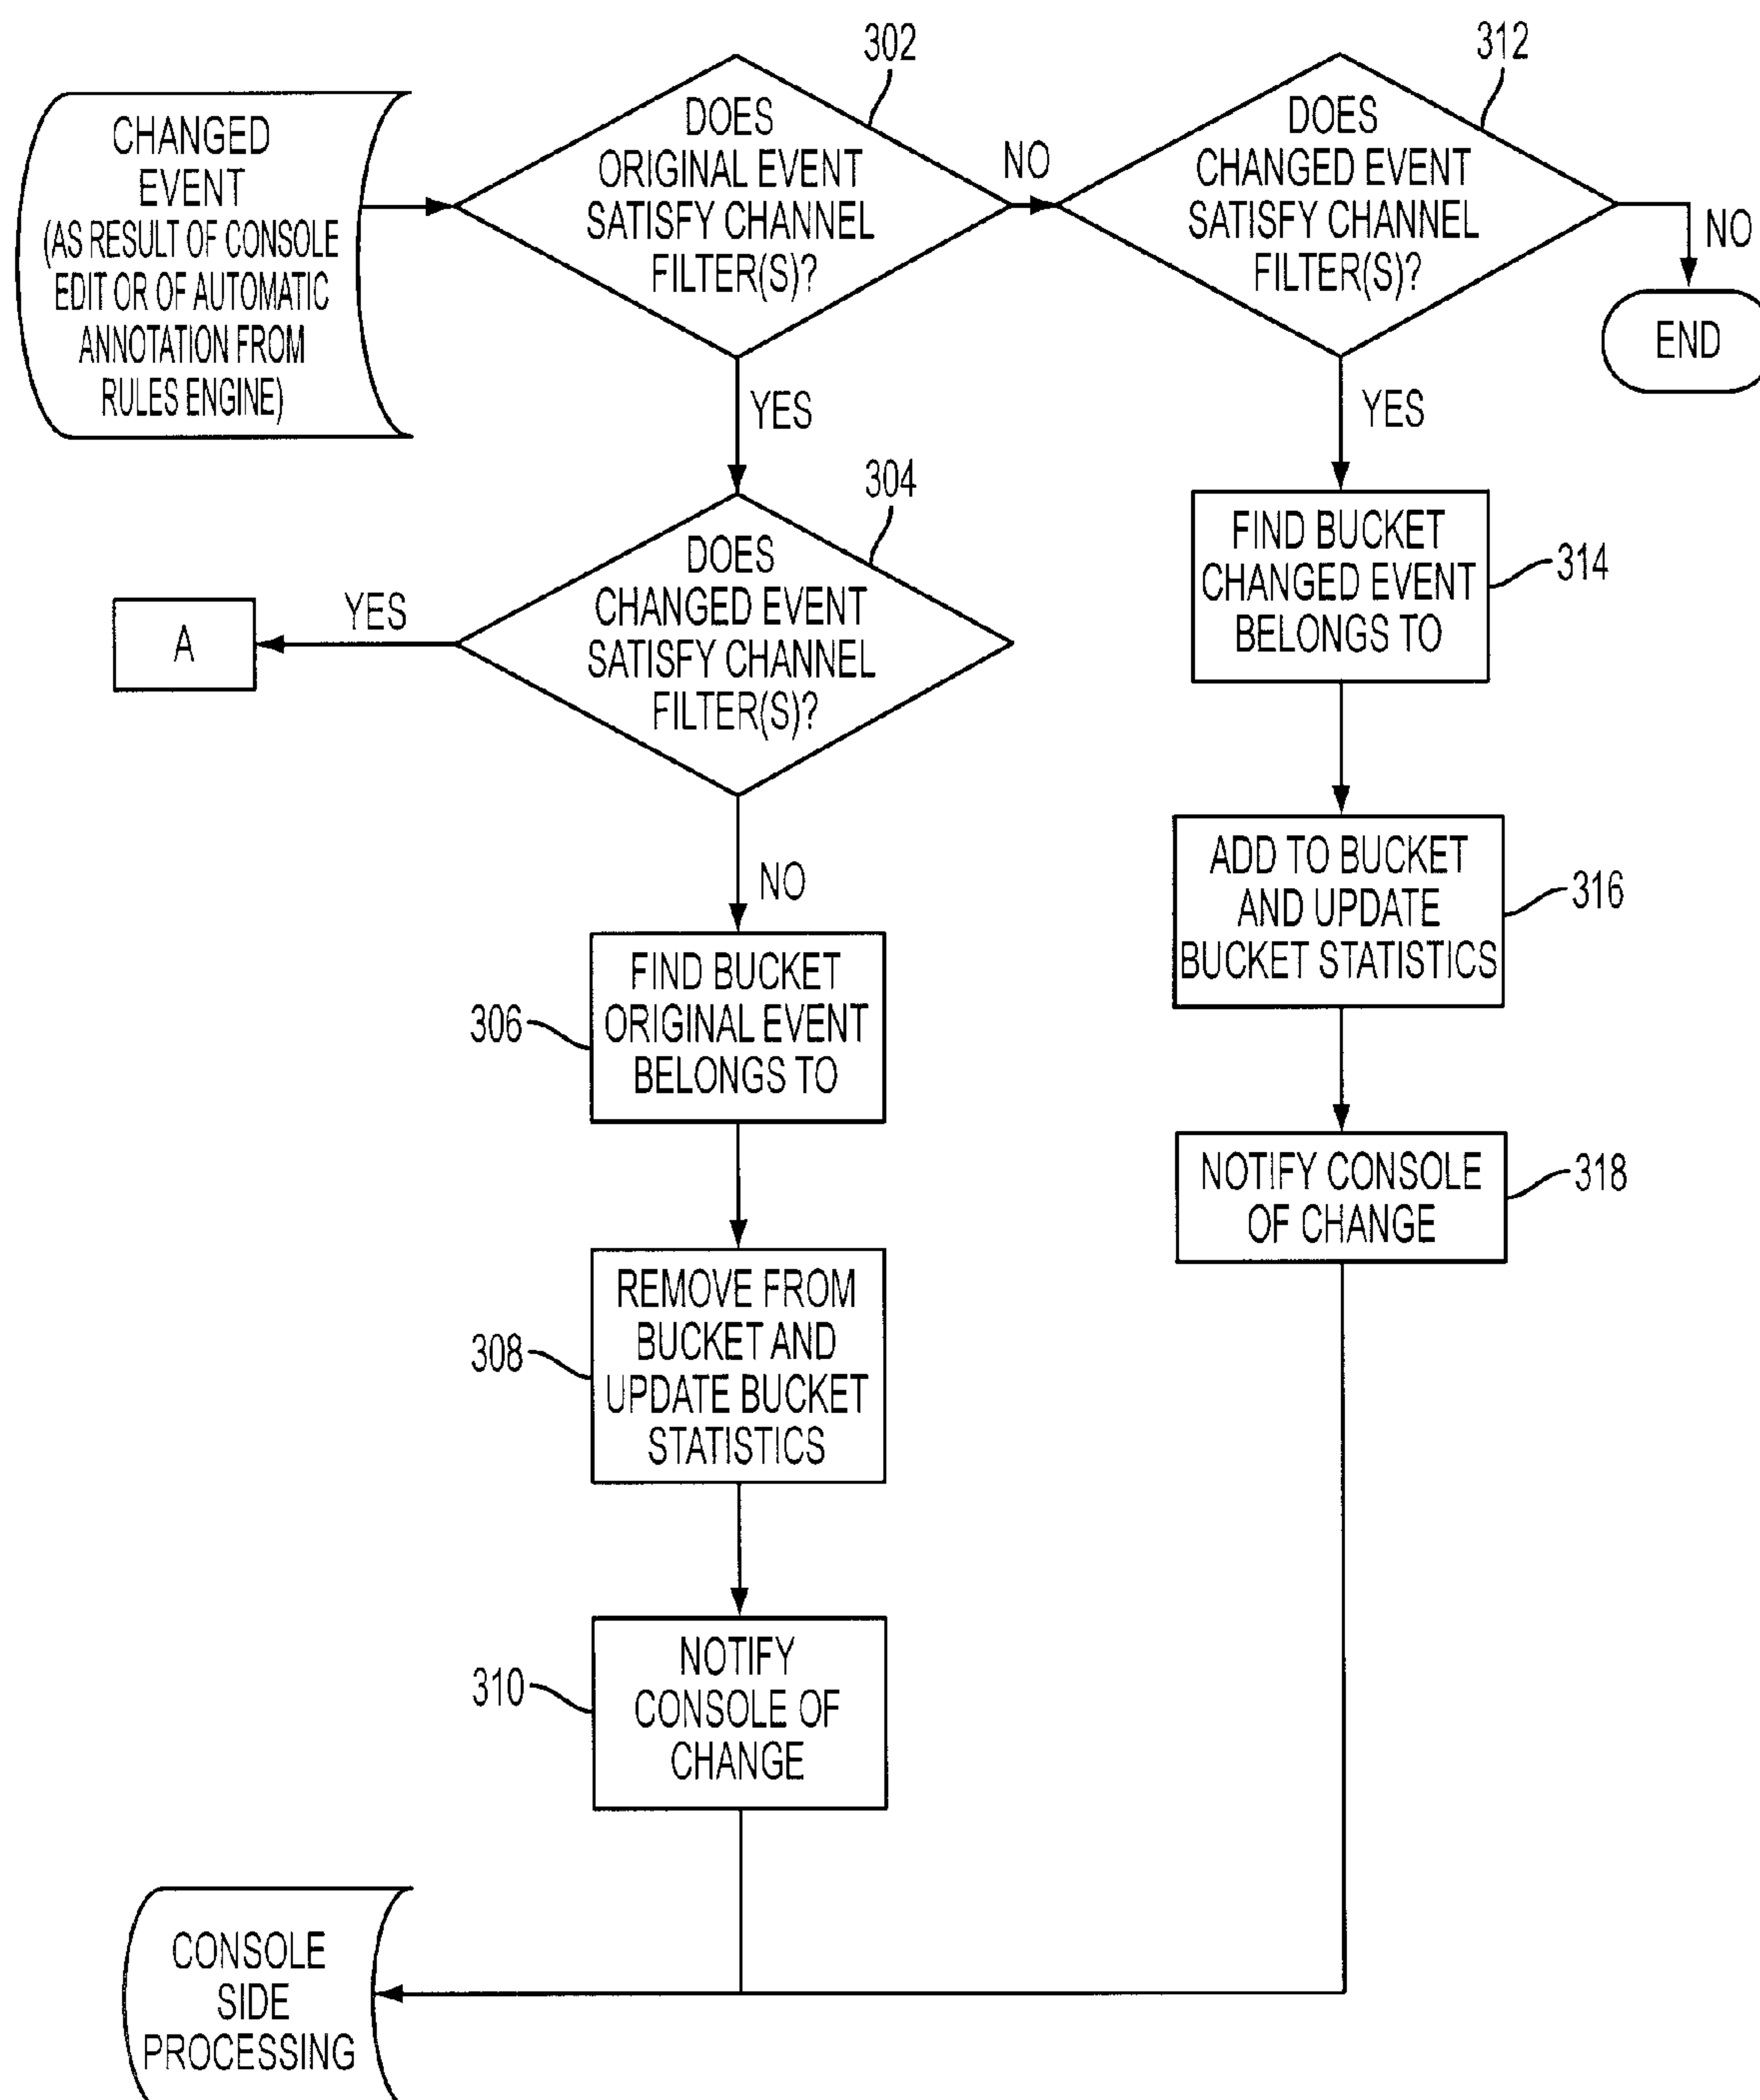 302
312
CHANGED
EVENT
(AS RESULT OF CONSOLE
EDIT OR OF AUTOMATIC
ANNOTATION FROM
RULES ENGINE)
DOES
ORIGINAL EVENT
SATISFY CHANNEL
FILTER(S)?
NO
DOES
CHANGED EVENT
SATISFY CHANNEL
FILTER(S)?
NO
END
YES
YES
304
DOES
CHANGED EVENT
SATISFY CHANNEL
FILTER(S)?
YES
A
FIND BUCKET
CHANGED EVENT
BELONGS TO
314
NO
ADD TO BUCKET
AND UPDATE
BUCKET STATISTICS
316
306
FIND BUCKET
ORIGINAL EVENT
BELONGS TO
NOTIFY CONSOLE
OF CHANGE
318
308
REMOVE FROM
BUCKET AND
UPDATE BUCKET
STATISTICS
310
NOTIFY
CONSOLE OF
CHANGE
CONSOLE
SIDE
PROCESSING